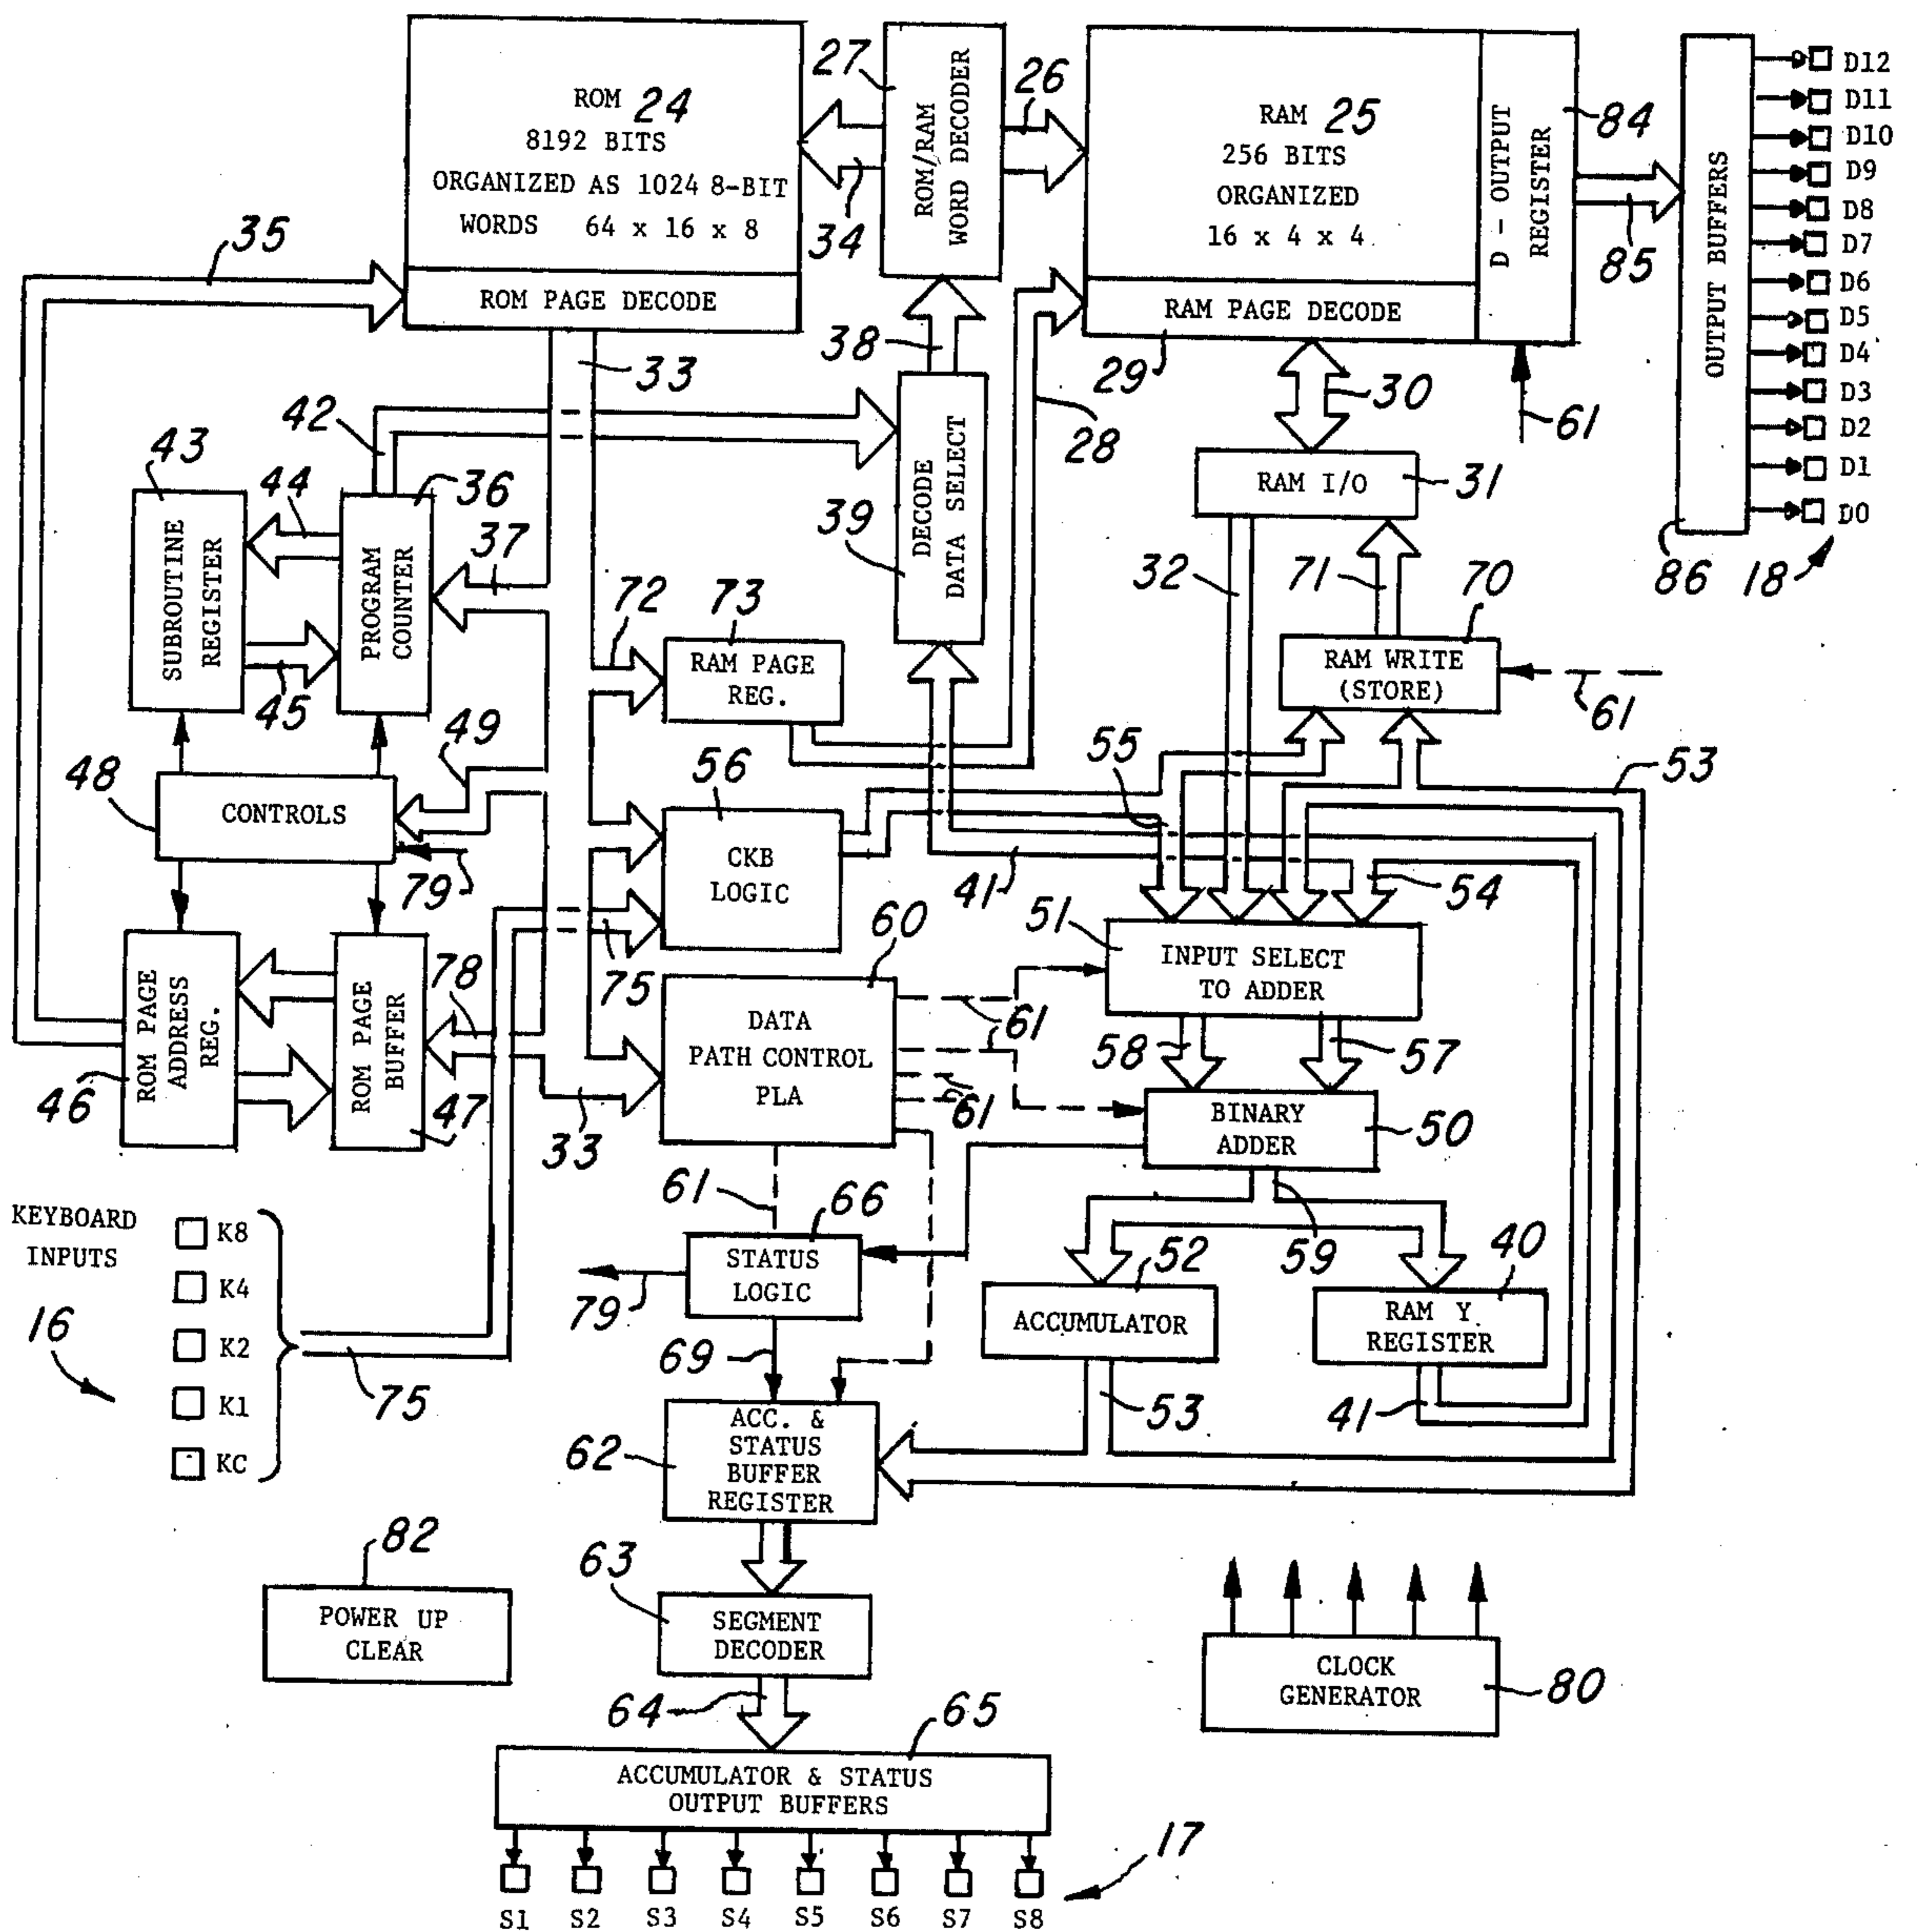 ROM 24
8192 BITS
ORGANIZED AS 1024 8-BIT
WORDS 64 x 16 x 8
ROM PAGE DECODE
27
ROM/RAM
WORD DECODER
26
34
RAM 25
256 BITS
ORGANIZED
16 x 4 x 4
RAM PAGE DECODE
D - OUTPUT
REGISTER
84
85
OUTPUT BUFFERS
D12
D11
D10
D9
D8
D7
D6
D5
D4
D3
D2
D1
D0
86
18
35
33
38
29
30
28
61
42
43
44
36
37
SUBROUTINE
REGISTER
PROGRAM
COUNTER
45
39
DECODE
DATA SELECT
RAM I/O
31
32
71
70
72
73
RAM PAGE
REG.
RAM WRITE
(STORE)
61
49
48
CONTROLS
79
56
CKB
LOGIC
55
53
41
54
51
INPUT SELECT
TO ADDER
75
60
DATA
PATH CONTROL
PLA
61
61
58
57
78
46
ROM PAGE
ADDRESS
REG.
ROM PAGE
BUFFER
47
33
BINARY
ADDER
50
61
66
STATUS
LOGIC
79
69
59
52
ACCUMULATOR
40
RAM Y
REGISTER
KEYBOARD
INPUTS
K8
K4
K2
K1
KC
16
75
53
41
62
ACC. &
STATUS
BUFFER
REGISTER
82
POWER UP
CLEAR
63
SEGMENT
DECODER
64
65
CLOCK
GENERATOR
80
ACCUMULATOR & STATUS
OUTPUT BUFFERS
17
S1 S2 S3 S4 S5 S6 S7 S8